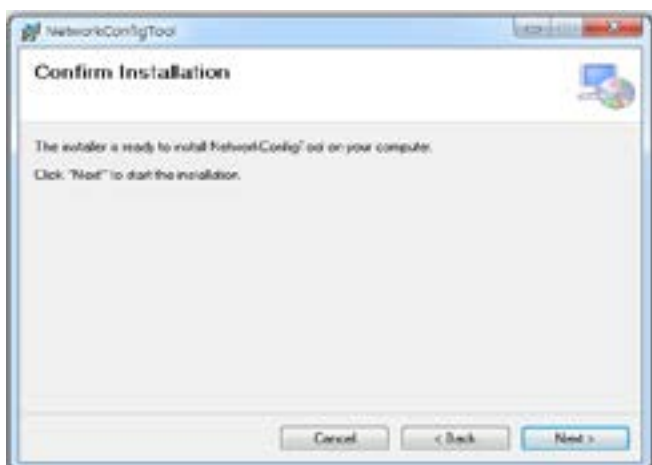 NetworkConfigTool
Confirm Installation
The installer is ready to install NetworkConfigTool on your computer.
Click "Next" to start the installation.
Cancel
< Back
Next >